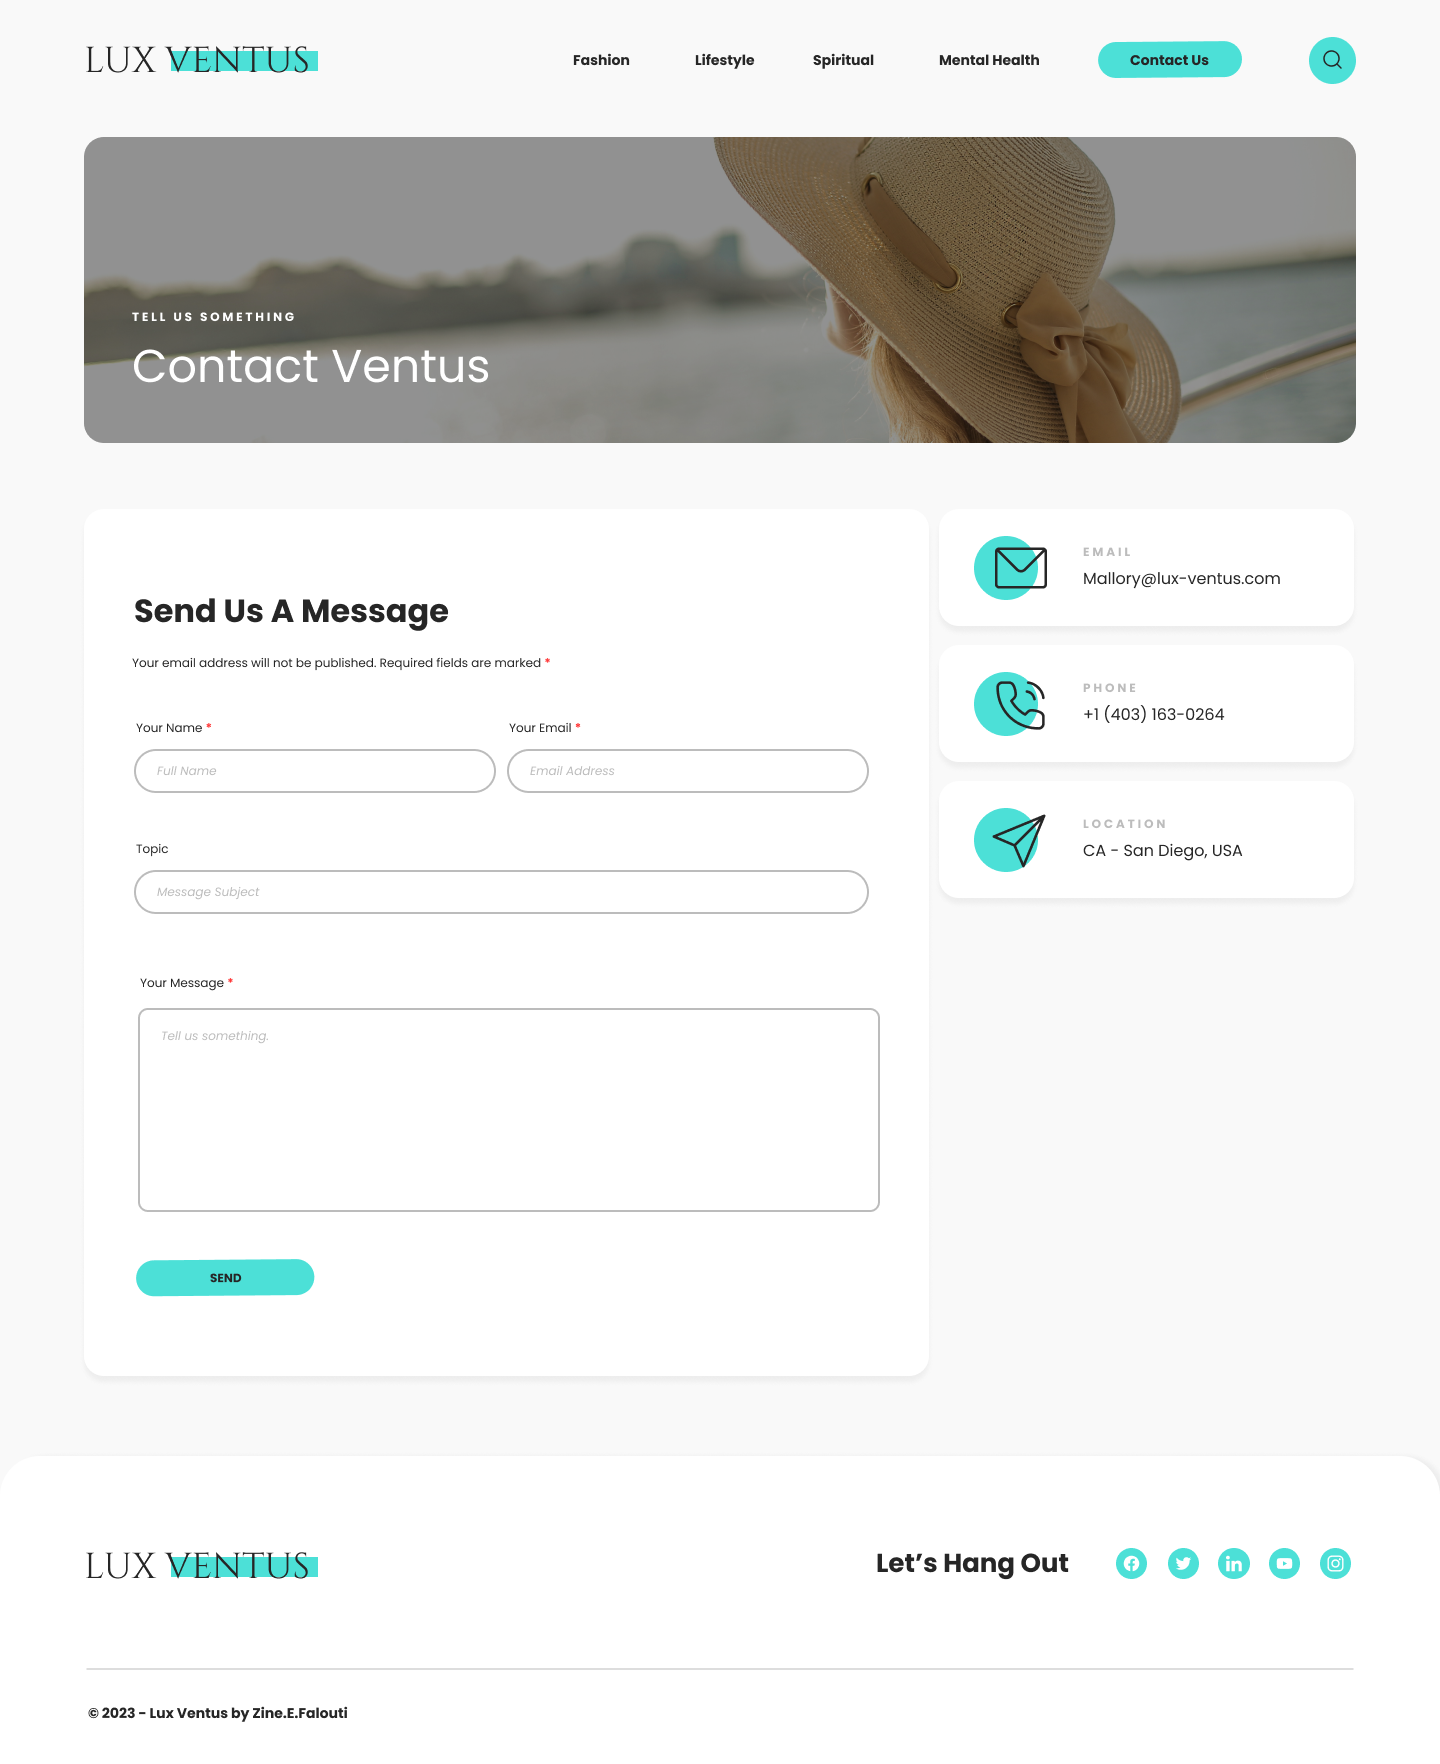 LUX VENTUS
Fashion
Lifestyle
Spiritual
Mental Health
Contact Us
TELL US SOMETHING
Contact Ventus
Send Us A Message
Your email address will not be published. Required fields are marked *
Your Name *
Your Email *
Full Name
Email Address
Topic
Message Subject
Your Message *
Tell us something.
SEND
EMAIL
Mallory@lux-ventus.com
PHONE
+1 (403) 163-0264
LOCATION
CA - San Diego, USA
LUX VENTUS
Let’s Hang Out
© 2023 - Lux Ventus by Zine.E.Falouti